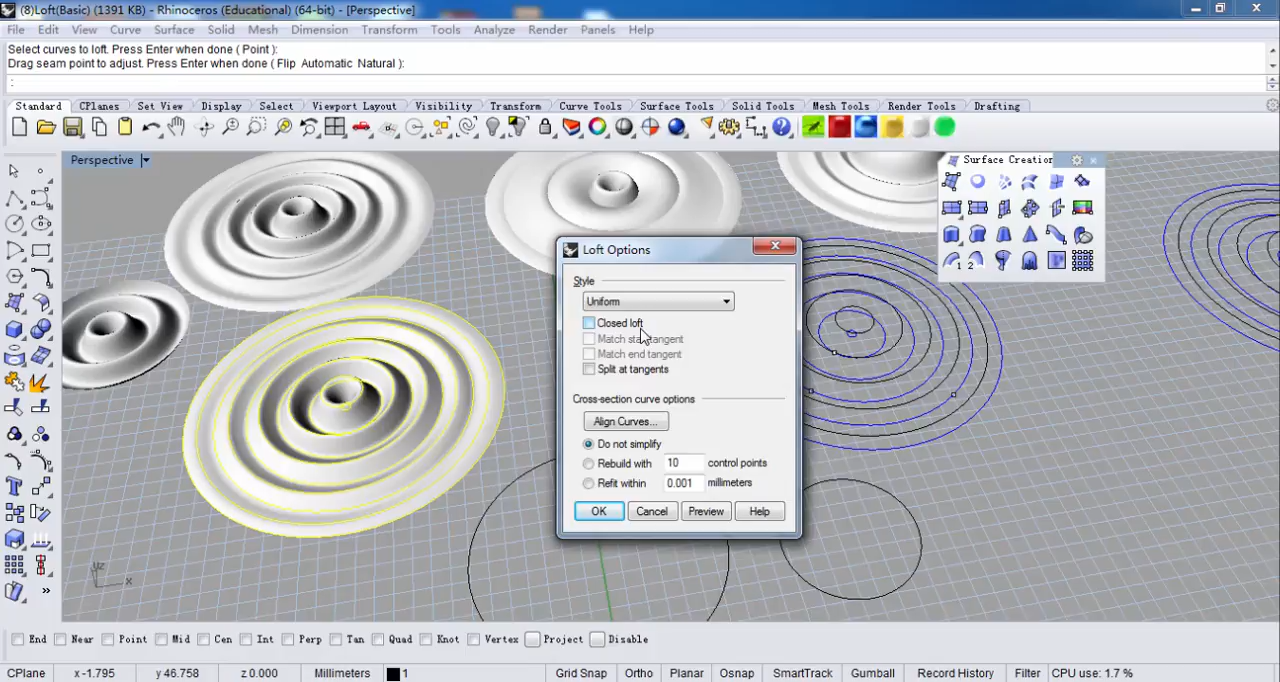 (8)Loft(Basic) (1391 KB) - Rhinoceros (Educational) (64-bit) - [Perspective]
File Edit View Curve Surface Solid Mesh Dimension Transform Tools Analyze Render Panels Help
Select curves to loft. Press Enter when done ( Point ):
Drag seam point to adjust. Press Enter when done ( Flip Automatic Natural ):
:
Standard CPlanes Set View Display Select Viewport Layout Visibility Transform Curve Tools Surface Tools Solid Tools Mesh Tools Render Tools Drafting
Perspective
Surface Creation
Loft Options
Style
Uniform
Closed loft
Match sta tangent
Match end tangent
Split at tangents
Cross-section curve options
Align Curves...
Do not simplify
Rebuild with 10 control points
Refit within 0.001 millimeters
OK Cancel Preview Help
x
End Near Point Mid Cen Int Perp Tan Quad Knot Vertex Project Disable
CPlane x -1.795 y 46.758 z 0.000 Millimeters 1 Grid Snap Ortho Planar Osnap SmartTrack Gumball Record History Filter CPU use: 1.7 %